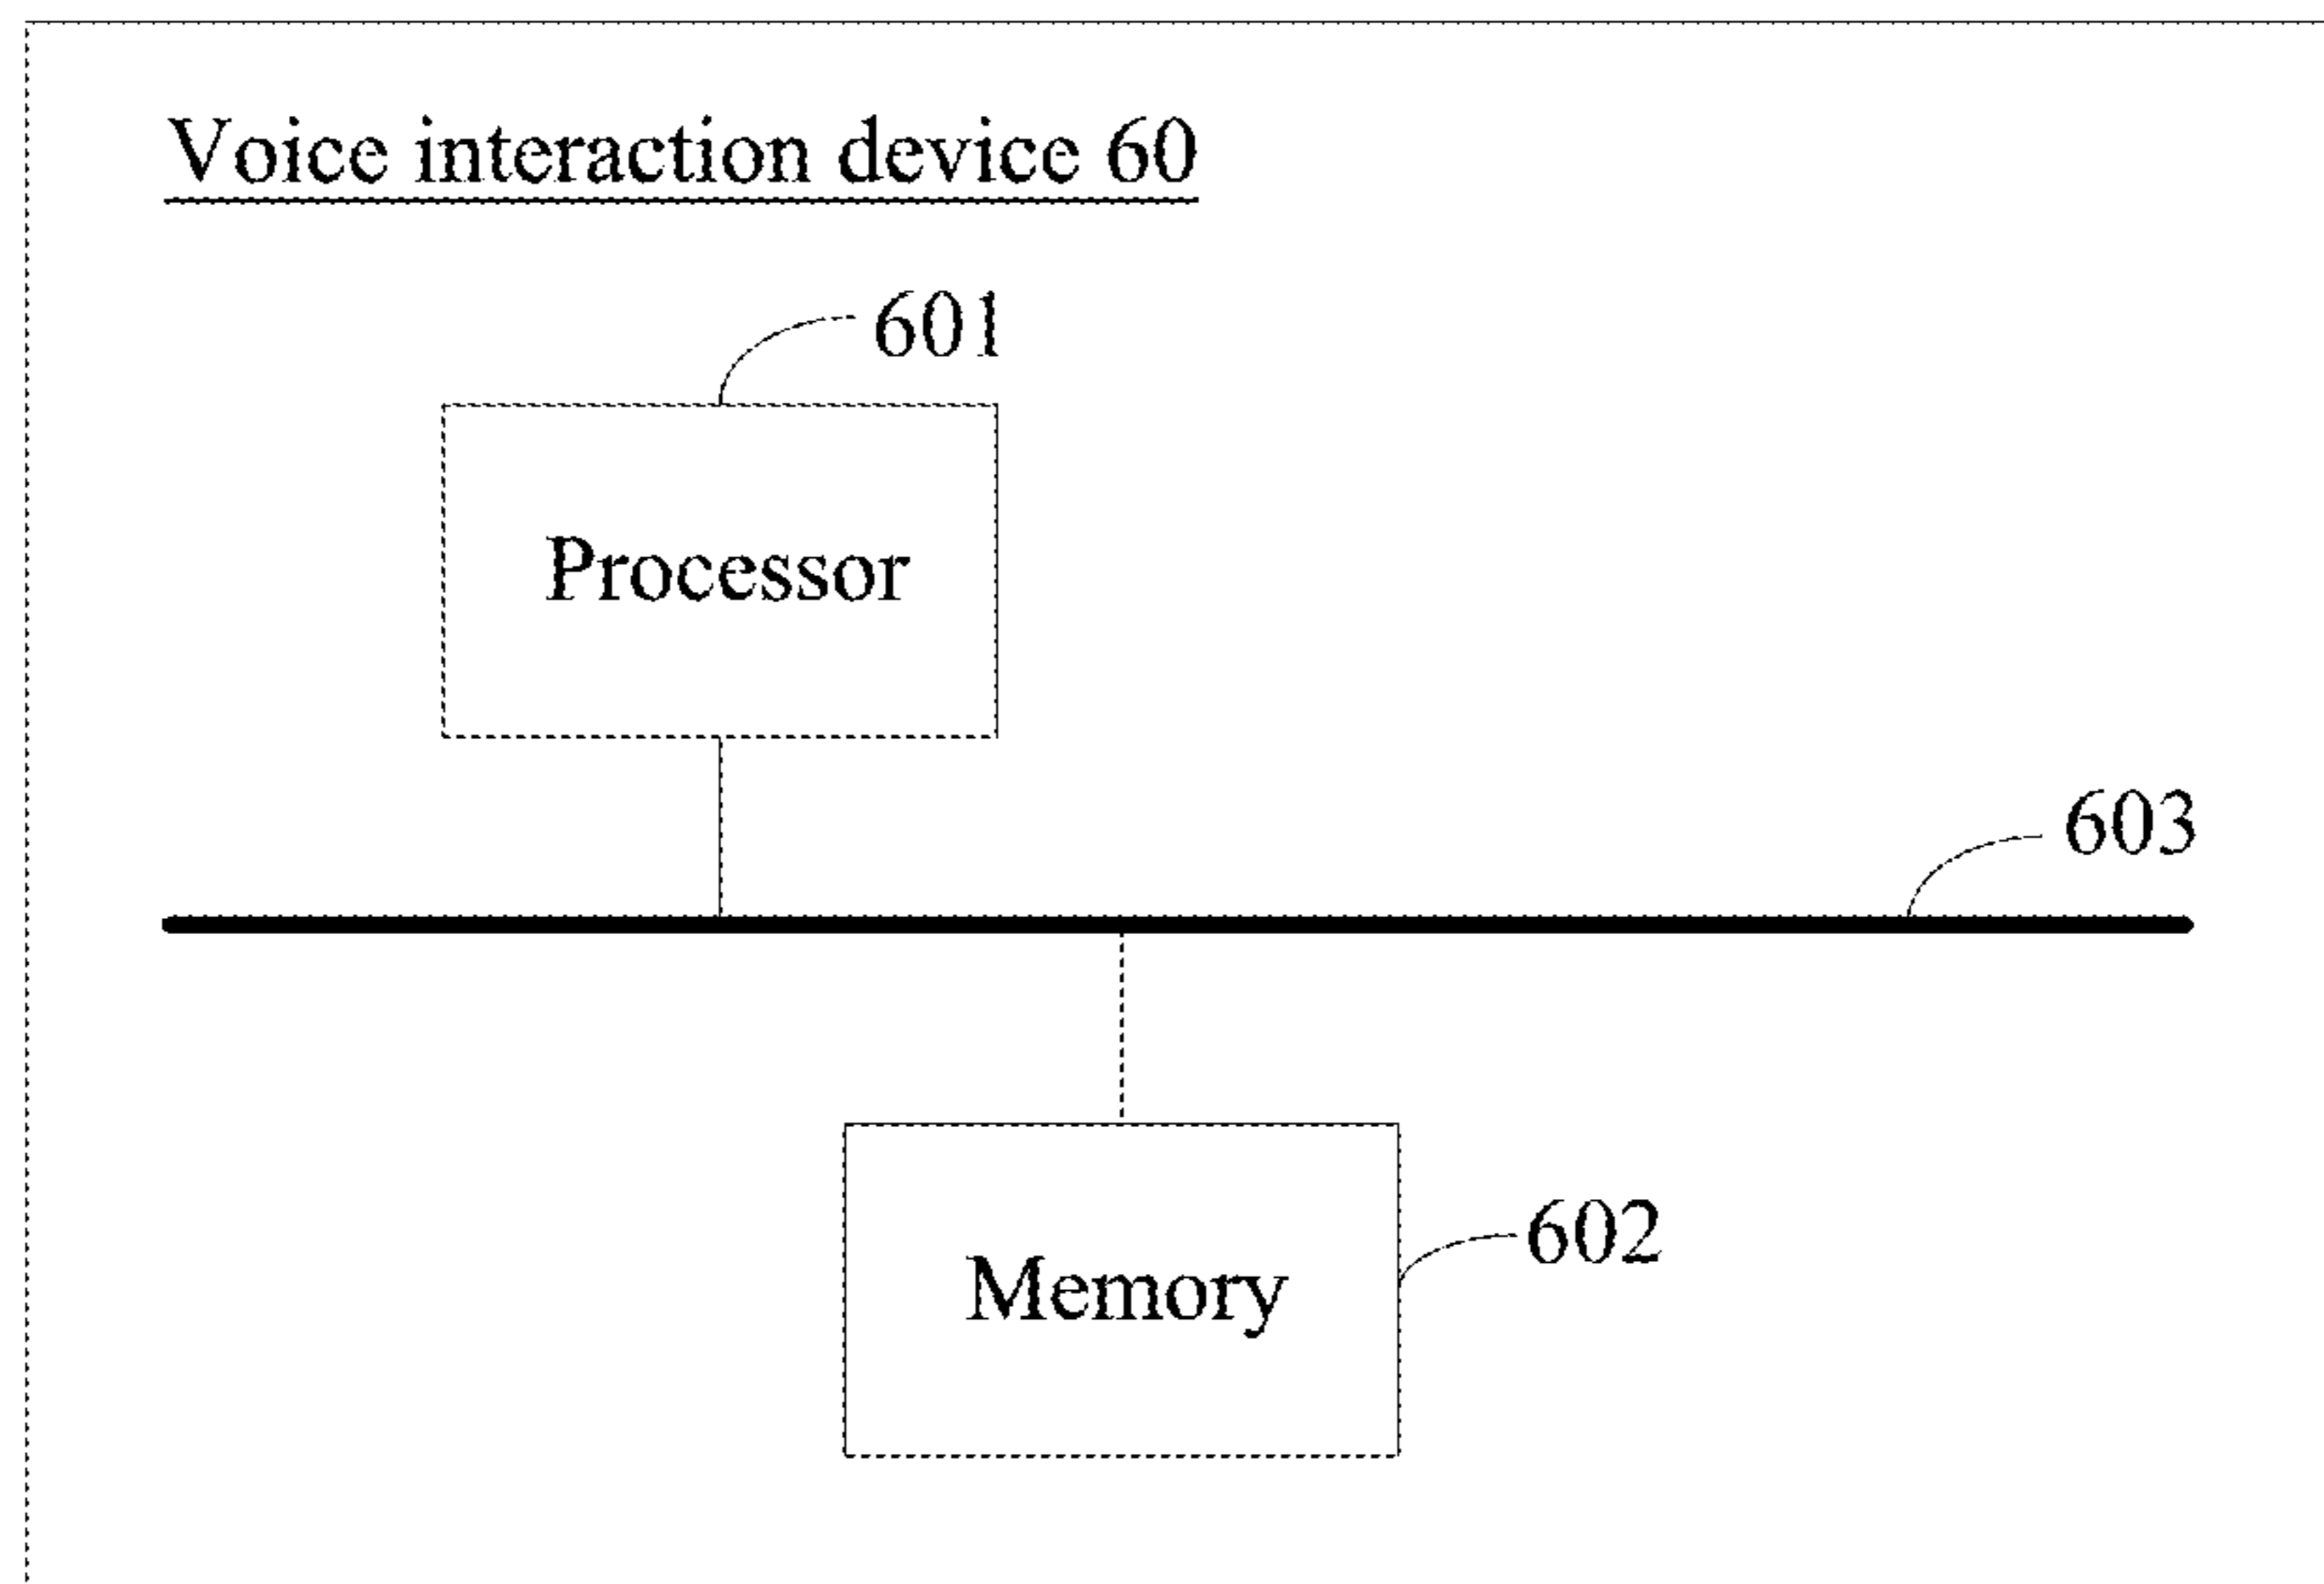 Voice interaction device 60
601
Processor
603
Memory
602